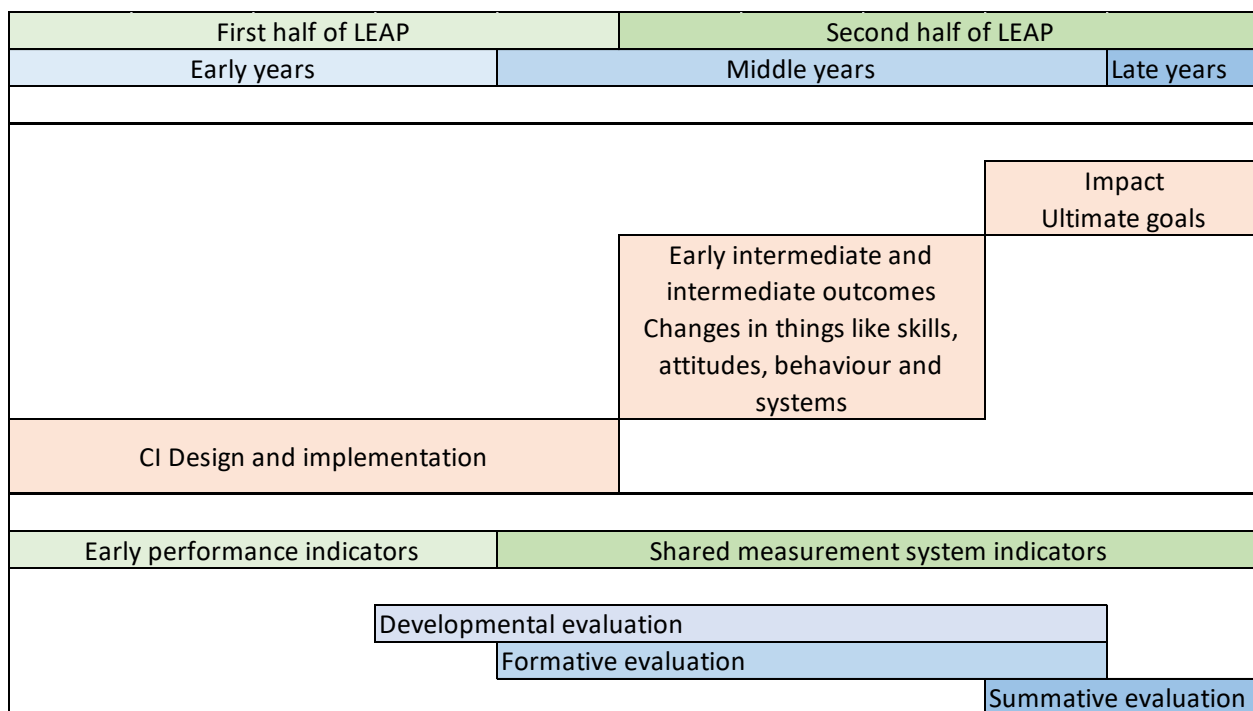 First half of LEAP
Second half of LEAP
Early years
Middle years
Late years
Impact
Ultimate goals
Early intermediate and
intermediate outcomes
Changes in things like skills,
attitudes, behaviour and
systems
CI Design and implementation
Early performance indicators
Shared measurement system indicators
Developmental evaluation
Formative evaluation
Summative evaluation